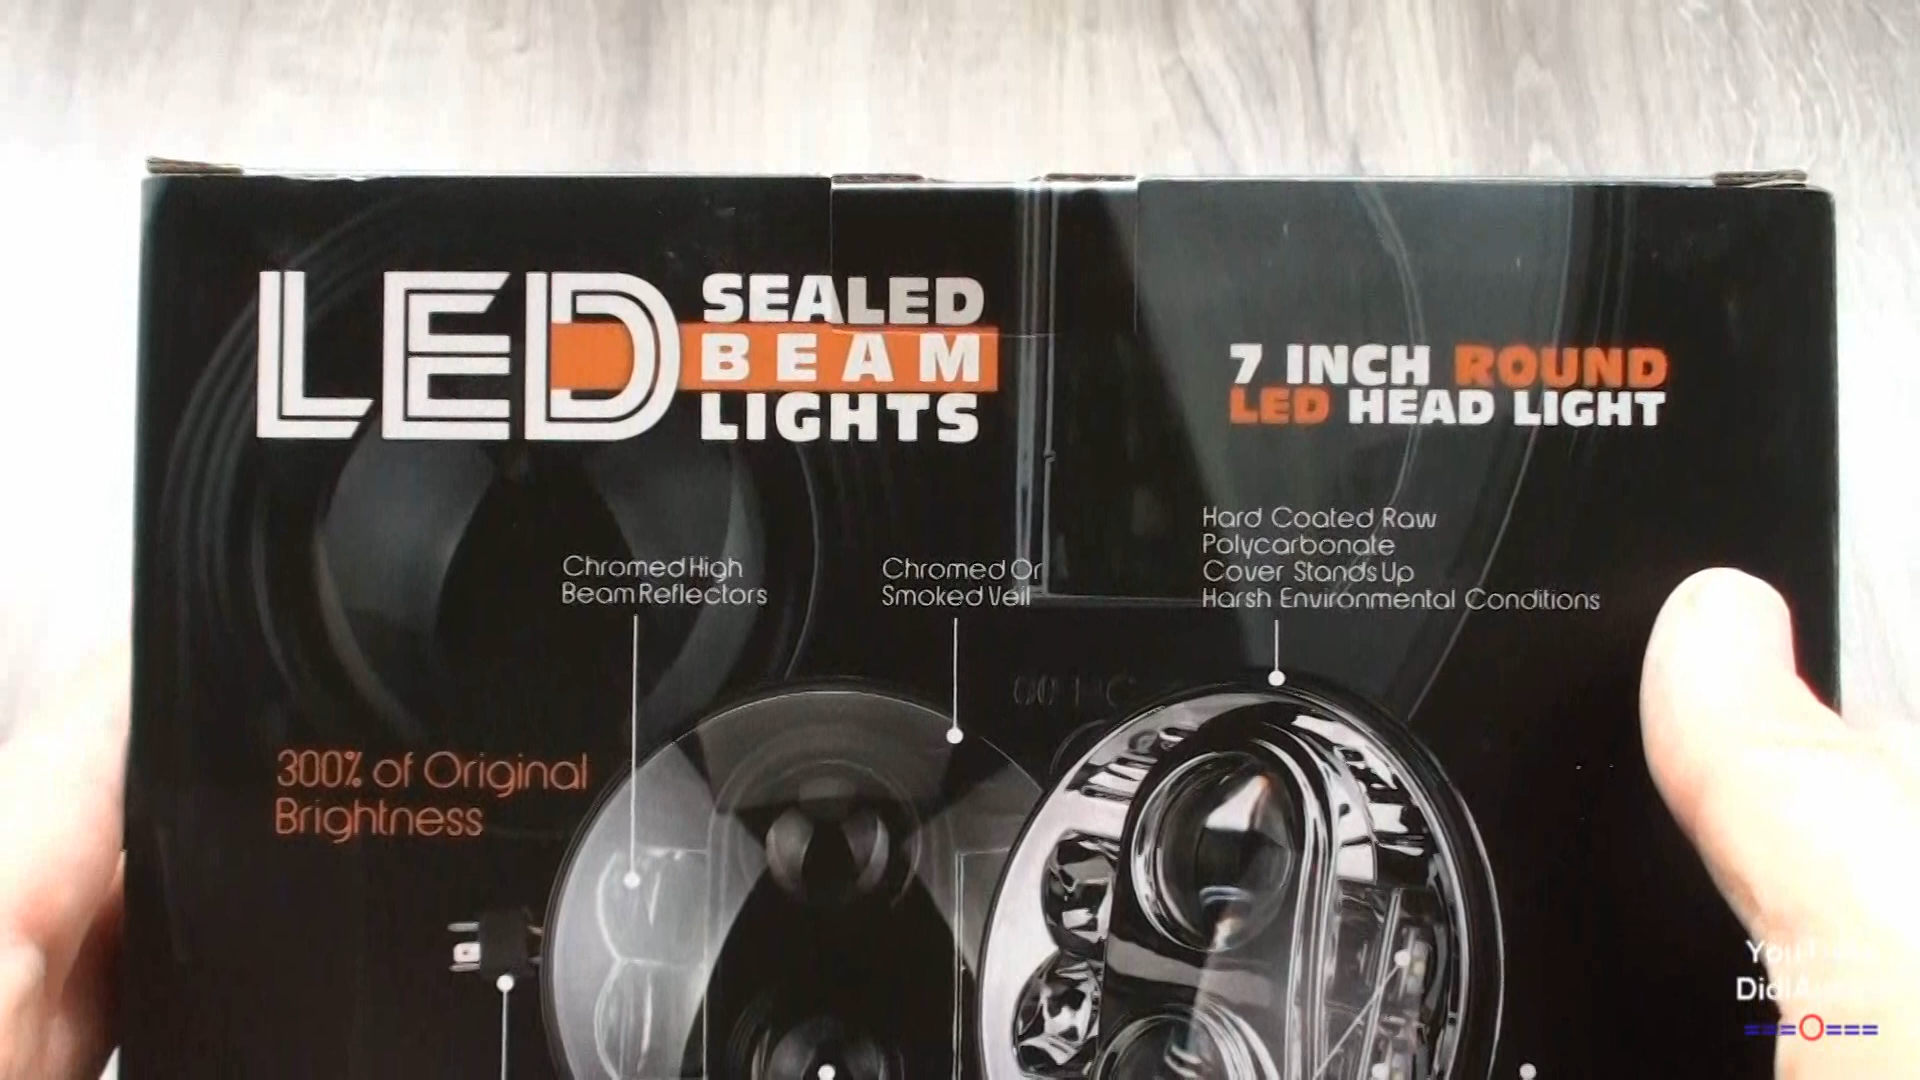 LED SEALED
BEAM
LIGHTS
7 INCH ROUND
LED HEAD LIGHT
Chromed High
Beam Reflectors
Chromed Or
Smoked Veil
Hard Coated Raw
Polycarbonate
Cover Stands Up
Harsh Environmental Conditions
300% of Original
Brightness
===O===